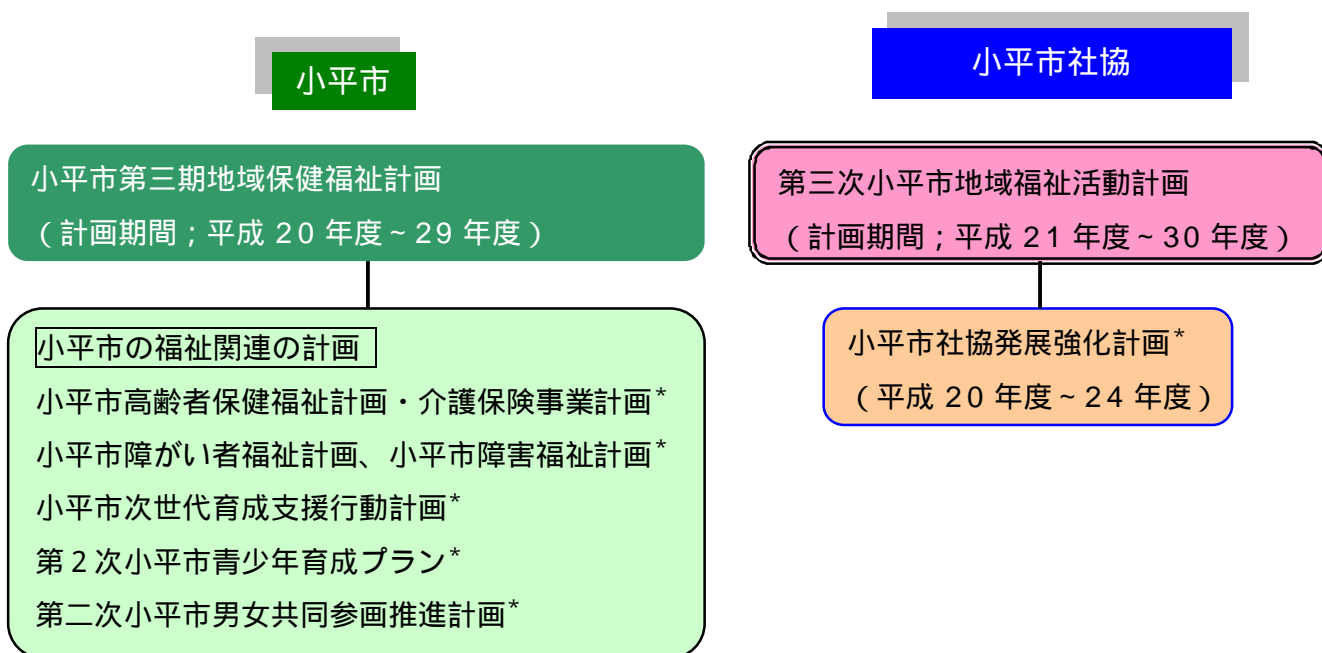 小平市
小平市第三期地域保健福祉計画
（計画期間；平成 20 年度～29 年度）
小平市の福祉関連の計画
小平市高齢者保健福祉計画・介護保険事業計画*
小平市障がい者福祉計画、小平市障害福祉計画*
小平市次世代育成支援行動計画*
第2次小平市青少年育成プラン*
第二次小平市男女共同参画推進計画*
小平市社協
第三次小平市地域福祉活動計画
（計画期間；平成 21 年度～30 年度）
小平市社協発展強化計画*
（平成 20 年度～24 年度）